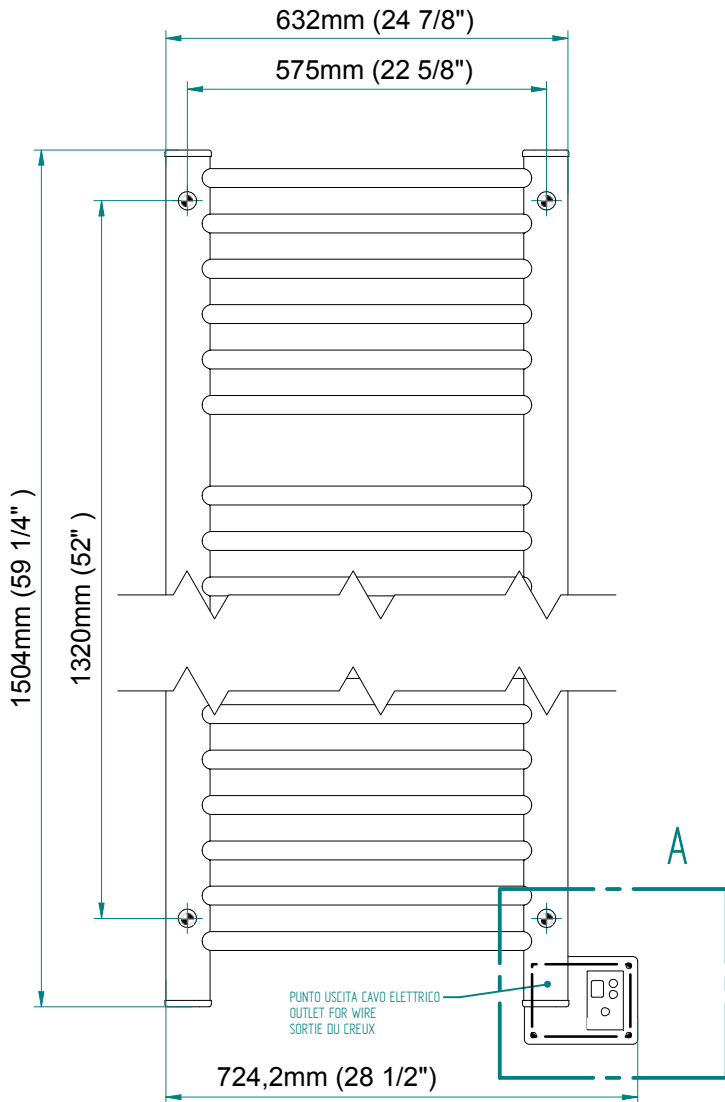 632mm (24 7/8")
575mm (22 5/8")
1504mm (59 1/4" )
1320mm (52" )
A
PUNTO USCITA CAVO ELETTRICO
OUTLET FOR WIRE
SORTIE DU CREUX
724,2mm (28 1/2")